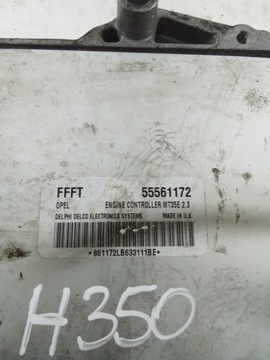 FFFT 55561172
OPEL ENGINE CONTROLLER MT35E 2.3
DELPHI DELCO ELECTRONICS SYSTEMS MADE IN U.K.
*861172LB633111BE*
H350